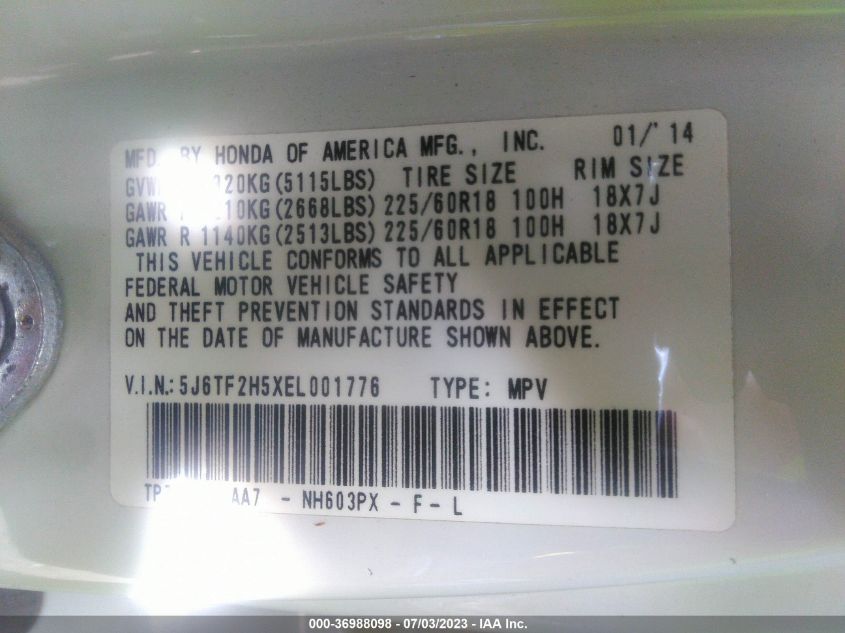 BY HONDA OF AMERICA MFG., INC. 01/'14
(5115LBS) TIRE SIZE RIM SIZE
GAWR (2668LBS) 225/60R18 100H 18X7J
GAWR R 1140KG (2513LBS) 225/60R18 100H 18X7J
THIS VEHICLE CONFORMS TO ALL APPLICABLE
FEDERAL MOTOR VEHICLE SAFETY
AND THEFT PREVENTION STANDARDS IN EFFECT
ON THE DATE OF MANUFACTURE SHOWN ABOVE.
V.I.N.: 5J6TF2H5XEL001776 TYPE: MPV
AA7 - NH603PX - F - L
000-36988098 - 07/03/2023 - IAA Inc.